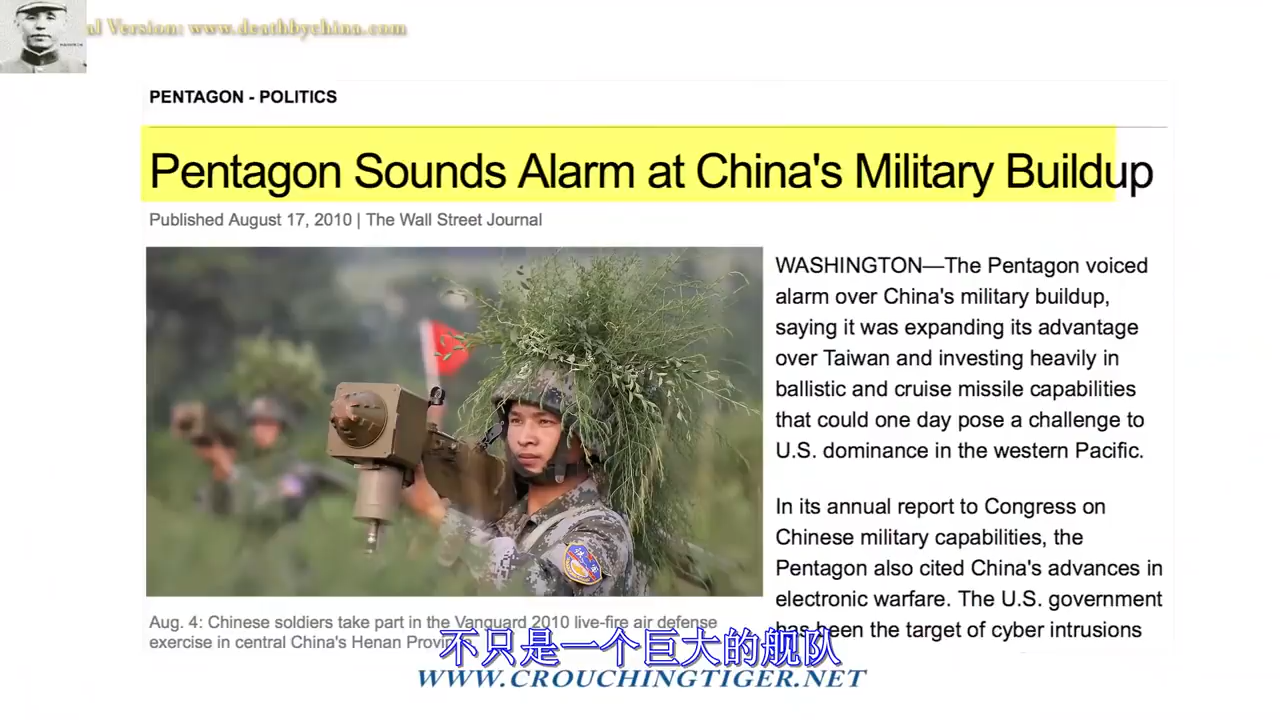 al Version: www.deathbychina.com
PENTAGON - POLITICS
Pentagon Sounds Alarm at China's Military Buildup
Published August 17, 2010 | The Wall Street Journal
WASHINGTON—The Pentagon voiced
alarm over China's military buildup,
saying it was expanding its advantage
over Taiwan and investing heavily in
ballistic and cruise missile capabilities
that could one day pose a challenge to
U.S. dominance in the western Pacific.
In its annual report to Congress on
Chinese military capabilities, the
Pentagon also cited China's advances in
electronic warfare. The U.S. government
has been the target of cyber intrusions
Aug. 4: Chinese soldiers take part in the Vanguard 2010 live-fire air defense
exercise in central China's Henan Province.
不只是一个巨大的舰队
WWW.CROUCHINGTIGER.NET